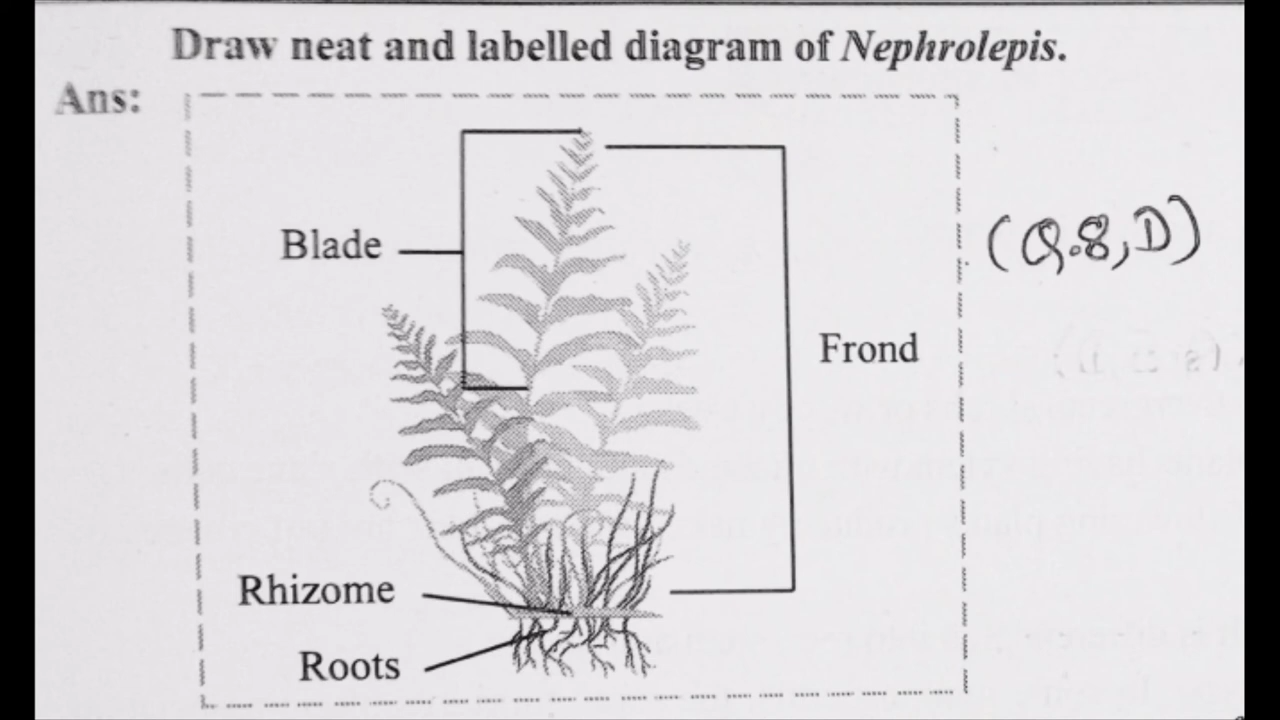 Draw neat and labelled diagram of Nephrolepis.
Ans:
Blade
(Q.8,D)
Frond
Rhizome
Roots